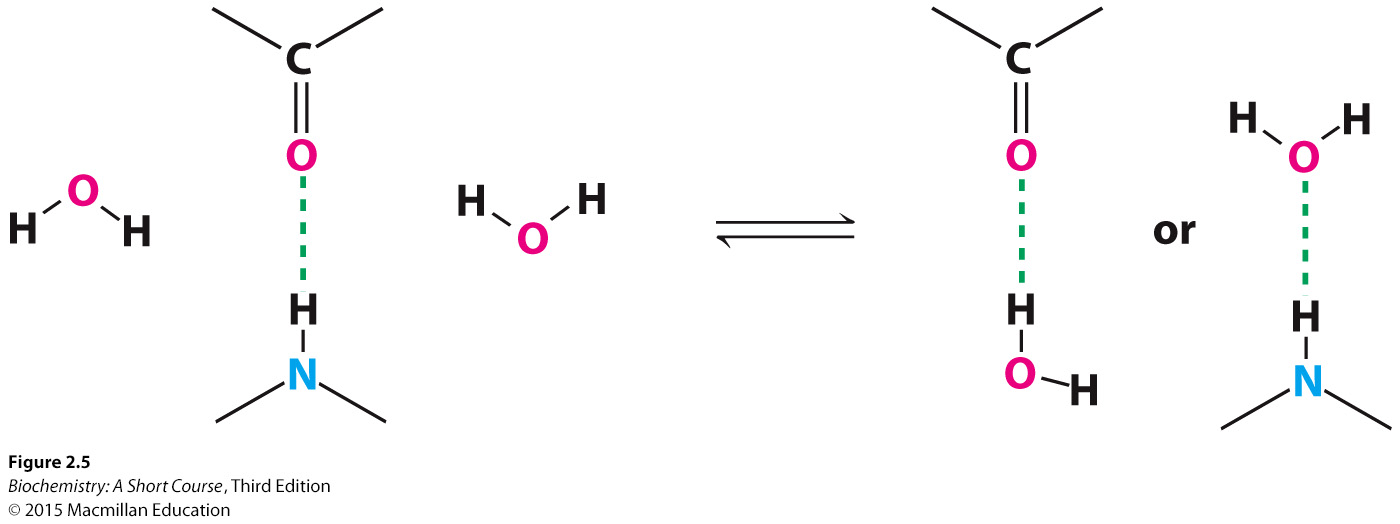 C
O
H
N
H
O
H
H
O
H
C
O
H
O
H
or
H
O
H
H
N
Figure 2.5
Biochemistry: A Short Course, Third Edition
© 2015 Macmillan Education